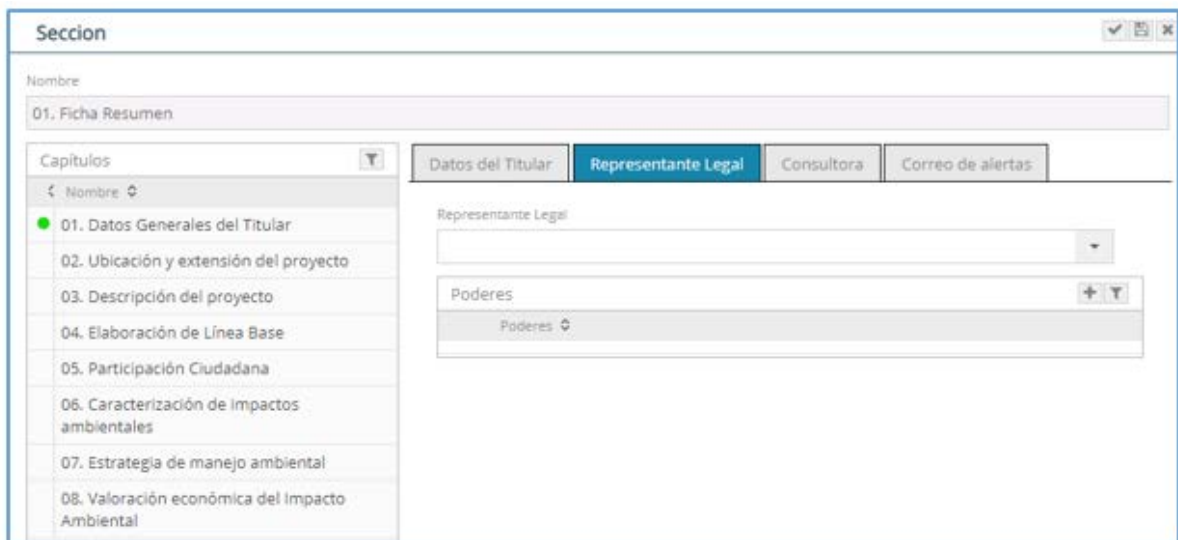 Seccion
Nombre
01. Ficha Resumen
Capítulos
Nombre
01. Datos Generales del Titular
02. Ubicación y extensión del proyecto
03. Descripción del proyecto
04. Elaboración de Línea Base
05. Participación Ciudadana
06. Caracterización de impactos
ambientales
07. Estrategia de manejo ambiental
08. Valoración económica del Impacto
Ambiental
Datos del Titular
Representante Legal
Consultora
Correo de alertas
Representante Legal
Poderes
Poderes